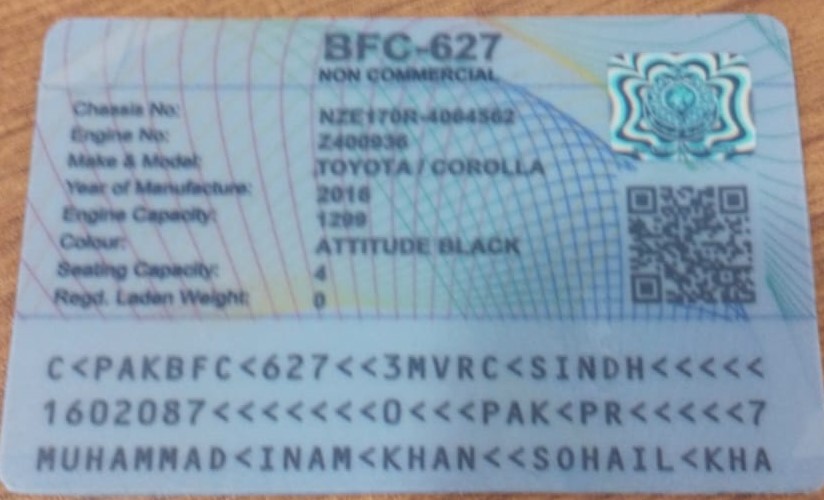 BFC-627
NON COMMERCIAL
Chassis No: NZE170R-4064562
Engine No: Z400936
Make & Model: TOYOTA / COROLLA
Year of Manufacture: 2016
Engine Capacity: 1299
Colour: ATTITUDE BLACK
Seating Capacity: 4
Regd. Laden Weight: 0
C<PAKBFC<627<<3MVRC<SINDH<<<<<
1602087<<<<<<<0<<<PAK<PR<<<<<7
MUHAMMAD<INAM<KHAN<<SOHAIL<KHA